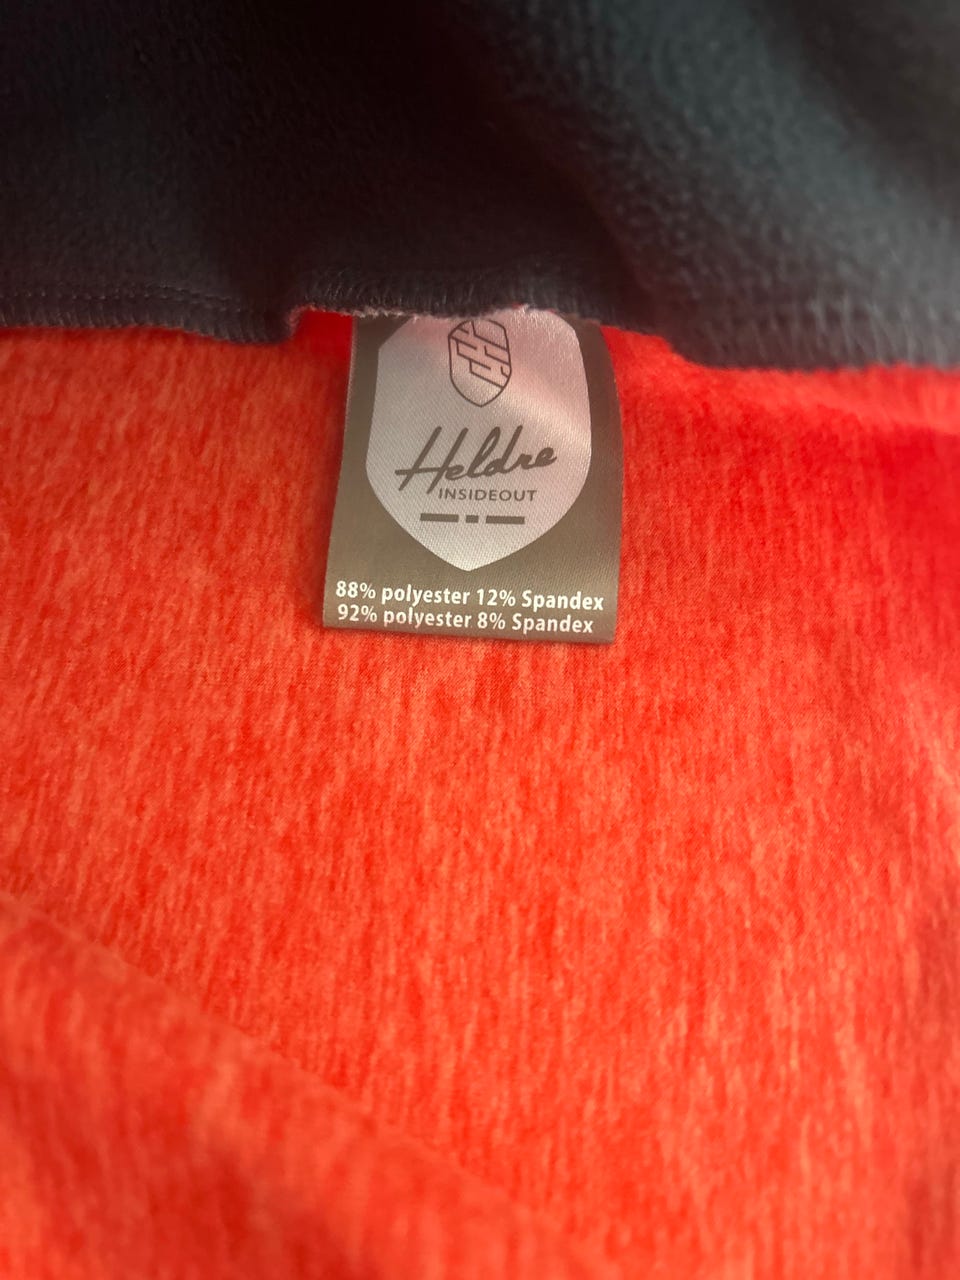 Heldre
INSIDEOUT
88% polyester 12% Spandex
92% polyester 8% Spandex